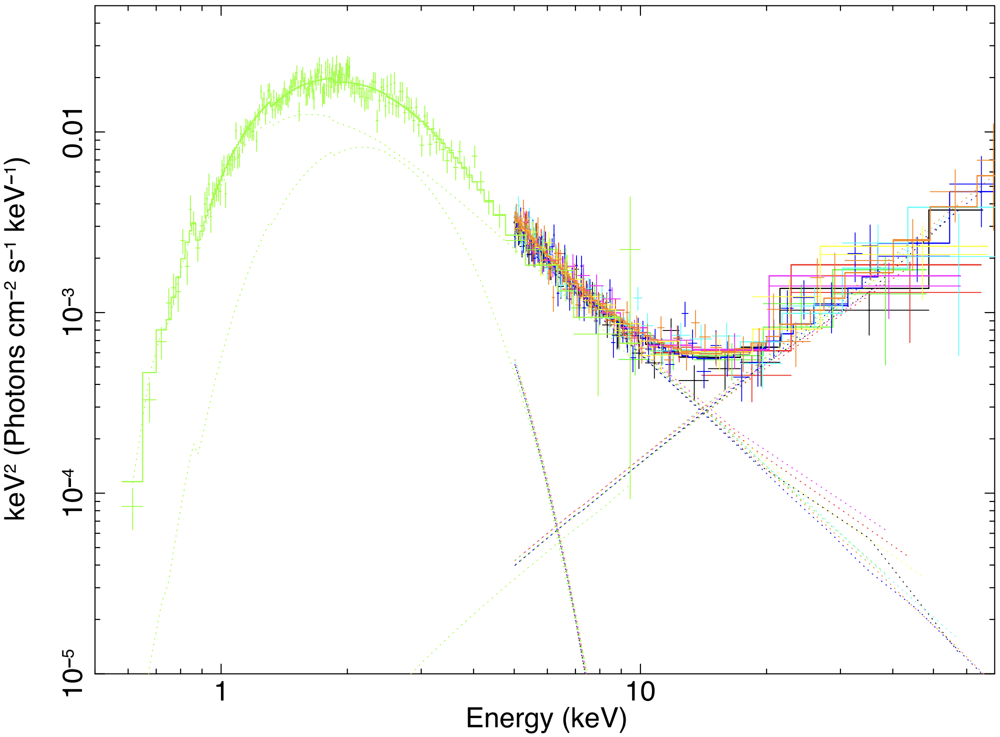 keV² (Photons cm⁻² s⁻¹ keV⁻¹)
0.01
10⁻³
10⁻⁴
10⁻⁵
1 10
Energy (keV)